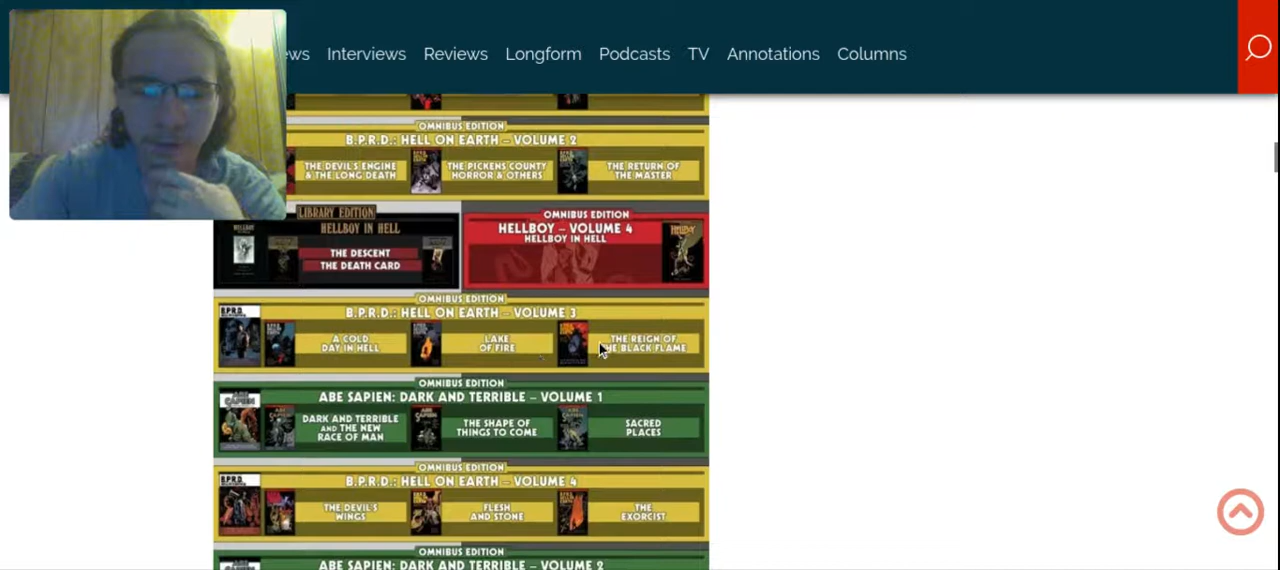 ws Interviews Reviews Longform Podcasts TV Annotations Columns
OMNIBUS EDITION
B.P.R.D.: HELL ON EARTH – VOLUME 2
THE DEVIL'S ENGINE
& THE LONG DEATH
THE PICKENS COUNTY
HORROR & OTHERS
THE RETURN OF
THE MASTER
LIBRARY EDITION
HELLBOY IN HELL
THE DESCENT
THE DEATH CARD
OMNIBUS EDITION
HELLBOY – VOLUME 4
HELLBOY IN HELL
OMNIBUS EDITION
B.P.R.D.: HELL ON EARTH – VOLUME 3
A COLD
DAY IN HELL
LAKE
OF FIRE
THE REIGN OF
THE BLACK FLAME
OMNIBUS EDITION
ABE SAPIEN: DARK AND TERRIBLE – VOLUME 1
DARK AND TERRIBLE
AND THE NEW
RACE OF MAN
THE SHAPE OF
THINGS TO COME
SACRED
PLACES
OMNIBUS EDITION
B.P.R.D.: HELL ON EARTH – VOLUME 4
THE DEVIL'S
WINGS
FLESH
AND STONE
THE
EXORCIST
OMNIBUS EDITION
ABE SAPIEN: DARK AND TERRIBLE – VOLUME 2